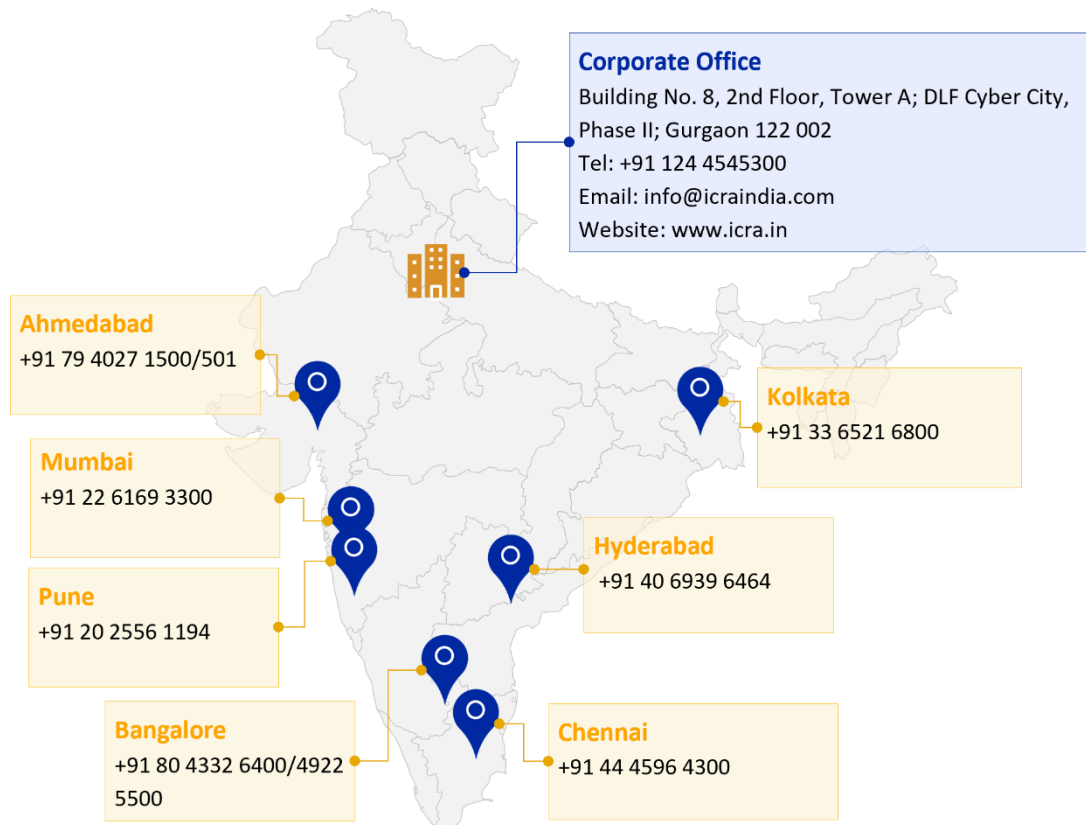 Corporate Office
Building No. 8, 2nd Floor, Tower A; DLF Cyber City,
Phase II; Gurgaon 122 002
Tel: +91 124 4545300
Email: info@icraindia.com
Website: www.icra.in
Ahmedabad
+91 79 4027 1500/501
Kolkata
+91 33 6521 6800
Mumbai
+91 22 6169 3300
Hyderabad
+91 40 6939 6464
Pune
+91 20 2556 1194
Bangalore
+91 80 4332 6400/4922
5500
Chennai
+91 44 4596 4300